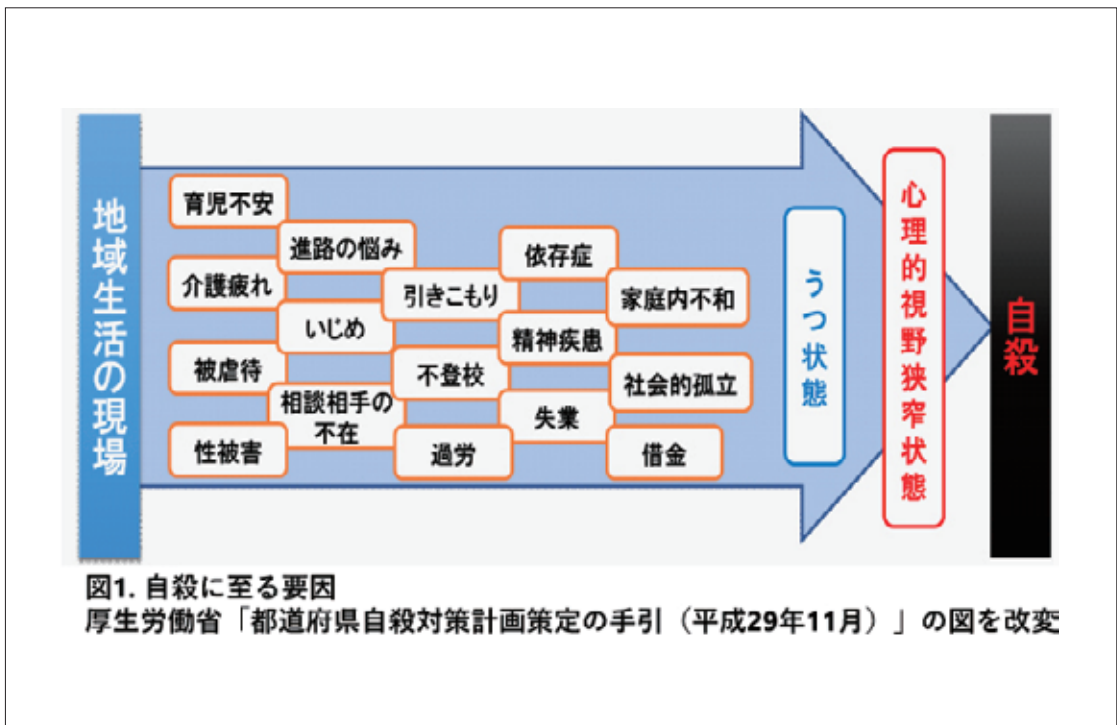 地域生活の現場
育児不安
進路の悩み
依存症
介護疲れ
引きこもり
家庭内不和
いじめ
精神疾患
被虐待
不登校
社会的孤立
相談相手の
不在
失業
性被害
過労
借金
うつ状態
心理的視野狭窄状態
自殺
図1. 自殺に至る要因
厚生労働省「都道府県自殺対策計画策定の手引（平成29年11月）」の図を改変